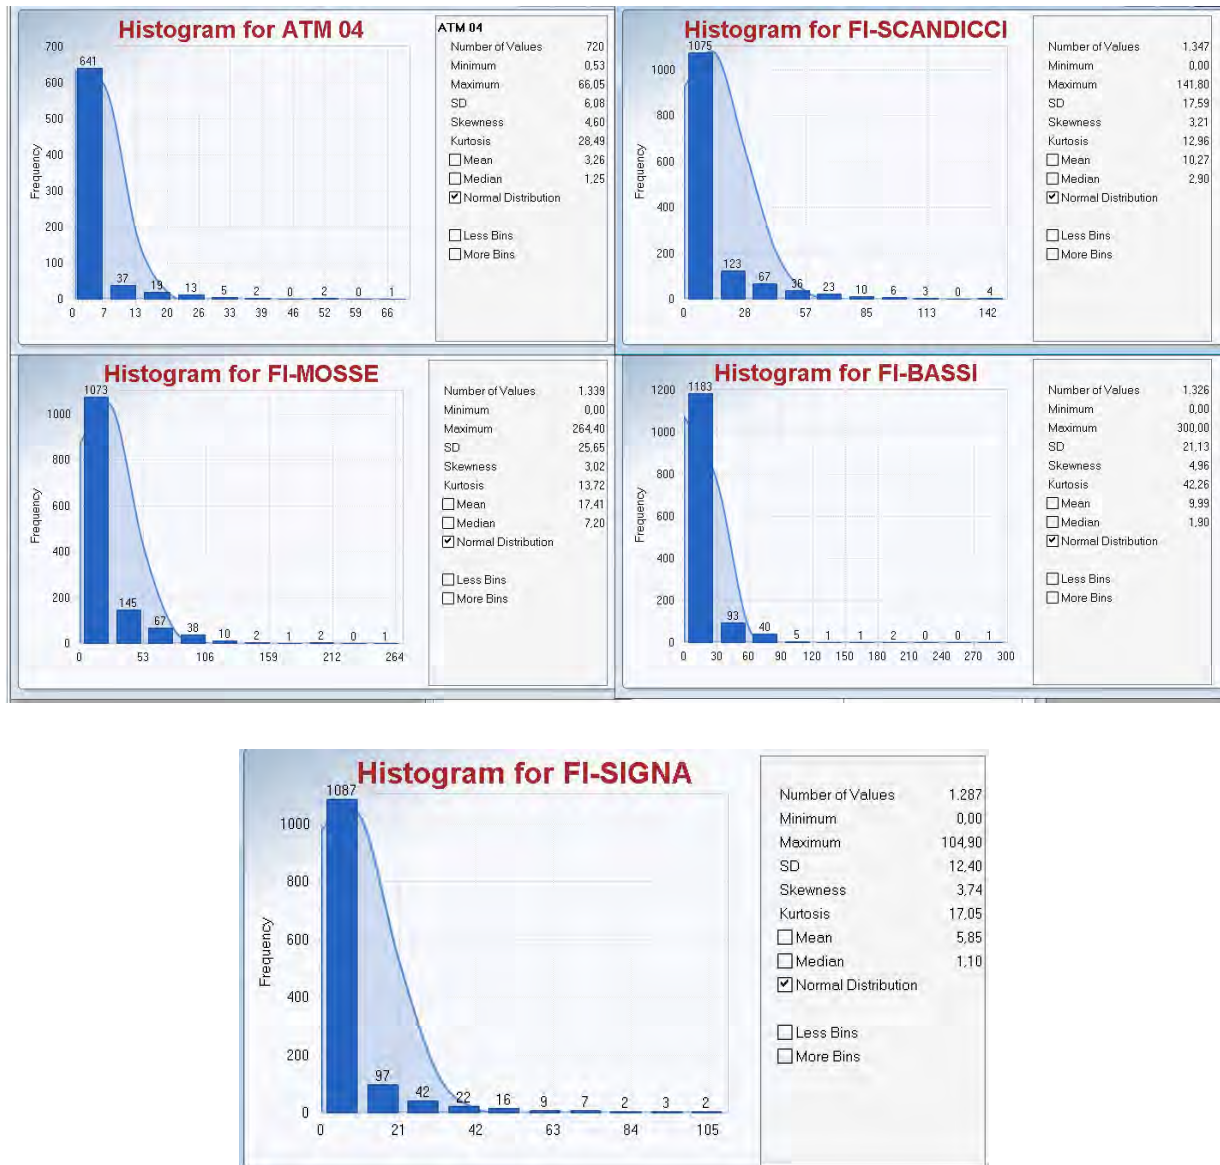 Histogram for ATM 04
700
600
500
400
300
200
100
0
Frequency
641
37
19
13
5
2
0
2
0
1
0 7 13 20 26 33 39 46 52 59 66
ATM 04
Number of Values 720
Minimum 0,53
Maximum 66,05
SD 6,08
Skewness 4,60
Kurtosis 28,49
Mean 3,26
Median 1,25
Normal Distribution
Less Bins
More Bins
Histogram for FI-SCANDICCI
1000
800
600
400
200
0
Frequency
1075
123
67
36
23
10
6
3
0
4
0 28 57 85 113 142
Number of Values 1.347
Minimum 0,00
Maximum 141,80
SD 17,59
Skewness 3,21
Kurtosis 12,96
Mean 10,27
Median 2,90
Normal Distribution
Less Bins
More Bins
Histogram for FI-MOSSE
1000
800
600
400
200
0
Frequency
1073
145
67
38
10
2
1
2
0
1
0 53 106 159 212 264
Number of Values 1.339
Minimum 0,00
Maximum 264,40
SD 25,65
Skewness 3,02
Kurtosis 13,72
Mean 17,41
Median 7,20
Normal Distribution
Less Bins
More Bins
Histogram for FI-BASSI
1200
1000
800
600
400
200
0
Frequency
1183
93
40
5
1
1
2
0
0
1
0 30 60 90 120 150 180 210 240 270 300
Number of Values 1.326
Minimum 0,00
Maximum 300,00
SD 21,13
Skewness 4,96
Kurtosis 42,26
Mean 9,99
Median 1,90
Normal Distribution
Less Bins
More Bins
Histogram for FI-SIGNA
1000
800
600
400
200
0
Frequency
1087
97
42
22
16
9
7
2
3
2
0 21 42 63 84 105
Number of Values 1.287
Minimum 0,00
Maximum 104,90
SD 12,40
Skewness 3,74
Kurtosis 17,05
Mean 5,85
Median 1,10
Normal Distribution
Less Bins
More Bins